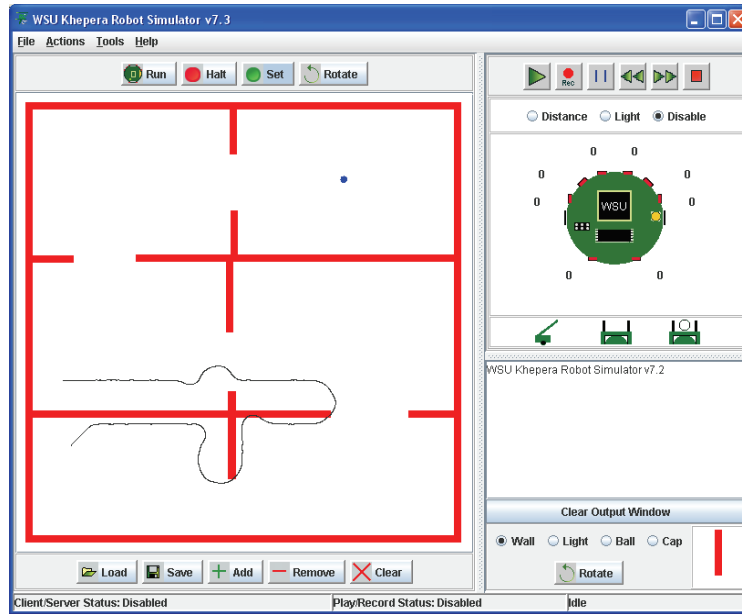 WSU Khepera Robot Simulator v7.3
File Actions Tools Help
Run Halt Set Rotate
Rec
Distance Light Disable
0 0
0 0
0 0
WSU
0 0
WSU Khepera Robot Simulator v7.2
Clear Output Window
Wall Light Ball Cap
Rotate
Load Save Add Remove Clear
Client/Server Status: Disabled Play/Record Status: Disabled Idle